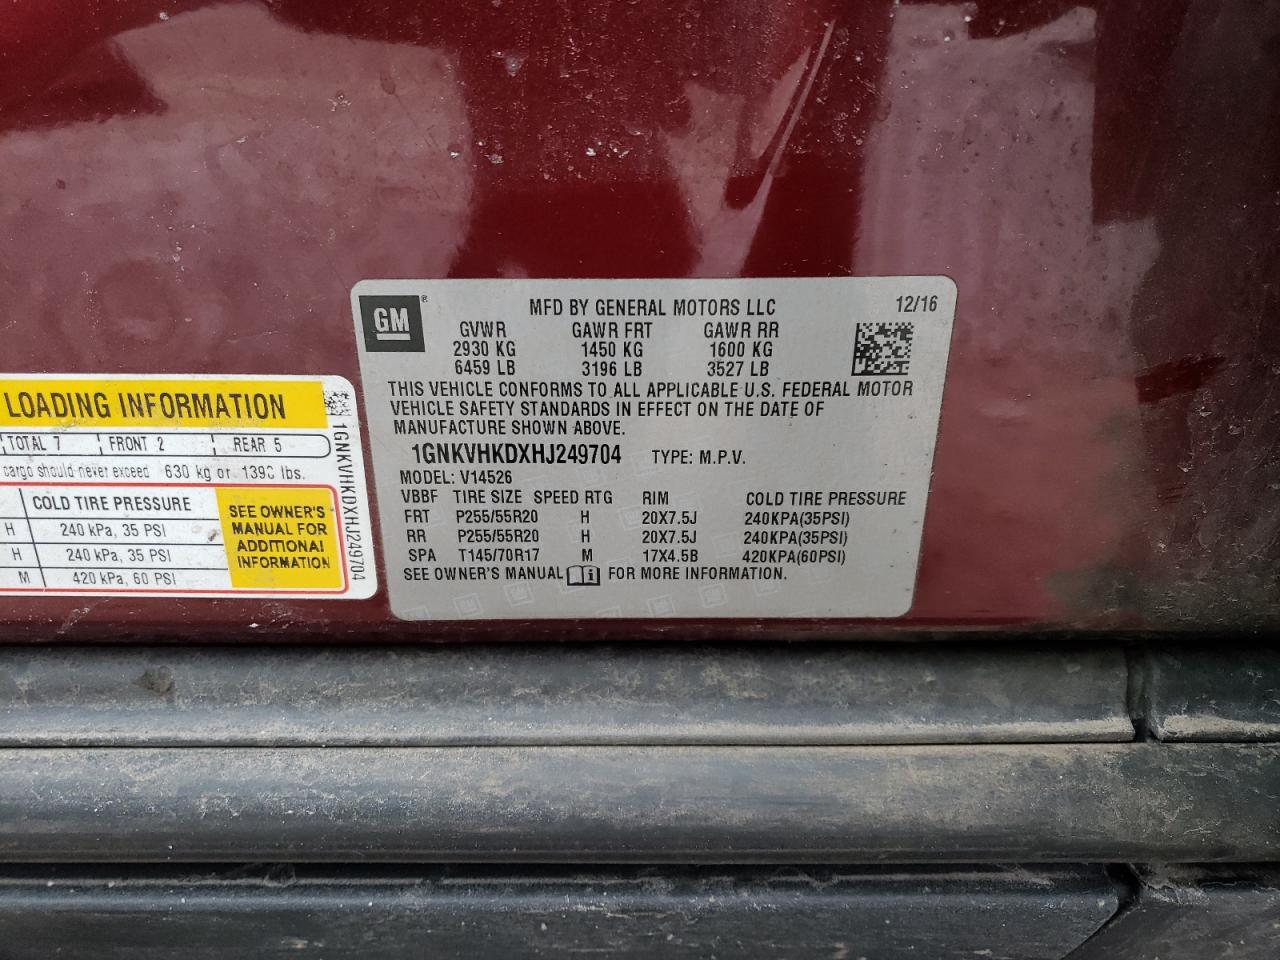 GM
MFD BY GENERAL MOTORS LLC 12/16
GVWR GAWR FRT GAWR RR
2930 KG 1450 KG 1600 KG
6459 LB 3196 LB 3527 LB
THIS VEHICLE CONFORMS TO ALL APPLICABLE U.S. FEDERAL MOTOR
VEHICLE SAFETY STANDARDS IN EFFECT ON THE DATE OF
MANUFACTURE SHOWN ABOVE.
1GNKVHKDXHJ249704 TYPE: M.P.V.
MODEL: V14526
VBBF TIRE SIZE SPEED RTG RIM COLD TIRE PRESSURE
FRT P255/55R20 H 20X7.5J 240KPA(35PSI)
RR P255/55R20 H 20X7.5J 240KPA(35PSI)
SPA T145/70R17 M 17X4.5B 420KPA(60PSI)
SEE OWNER'S MANUAL FOR MORE INFORMATION.
LOADING INFORMATION
TOTAL 7 FRONT 2 REAR 5
cargo should never exceed 630 kg or lbs.
COLD TIRE PRESSURE
H 240 kPa, 35 PSI
H 240 kPa, 35 PSI
M 420 kPa, 60 PSI
SEE OWNER'S
MANUAL FOR
ADDITIONAL
INFORMATION
1GNKVHKDXHJ249704